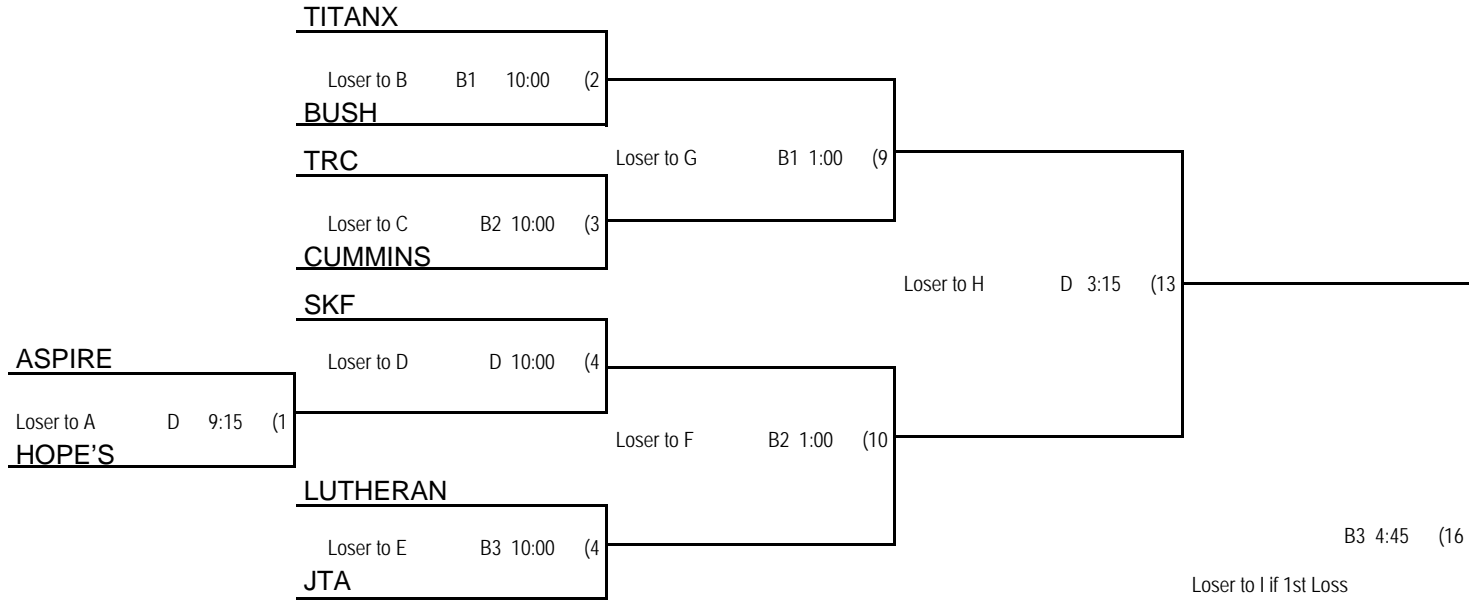 TITANX
Loser to B B1 10:00 (2
BUSH
TRC
Loser to G B1 1:00 (9
Loser to C B2 10:00 (3
CUMMINS
Loser to H D 3:15 (13
SKF
ASPIRE
Loser to D D 10:00 (4
Loser to A D 9:15 (1
HOPE'S
Loser to F B2 1:00 (10
LUTHERAN
Loser to E B3 10:00 (4
B3 4:45 (16
JTA
Loser to I if 1st Loss